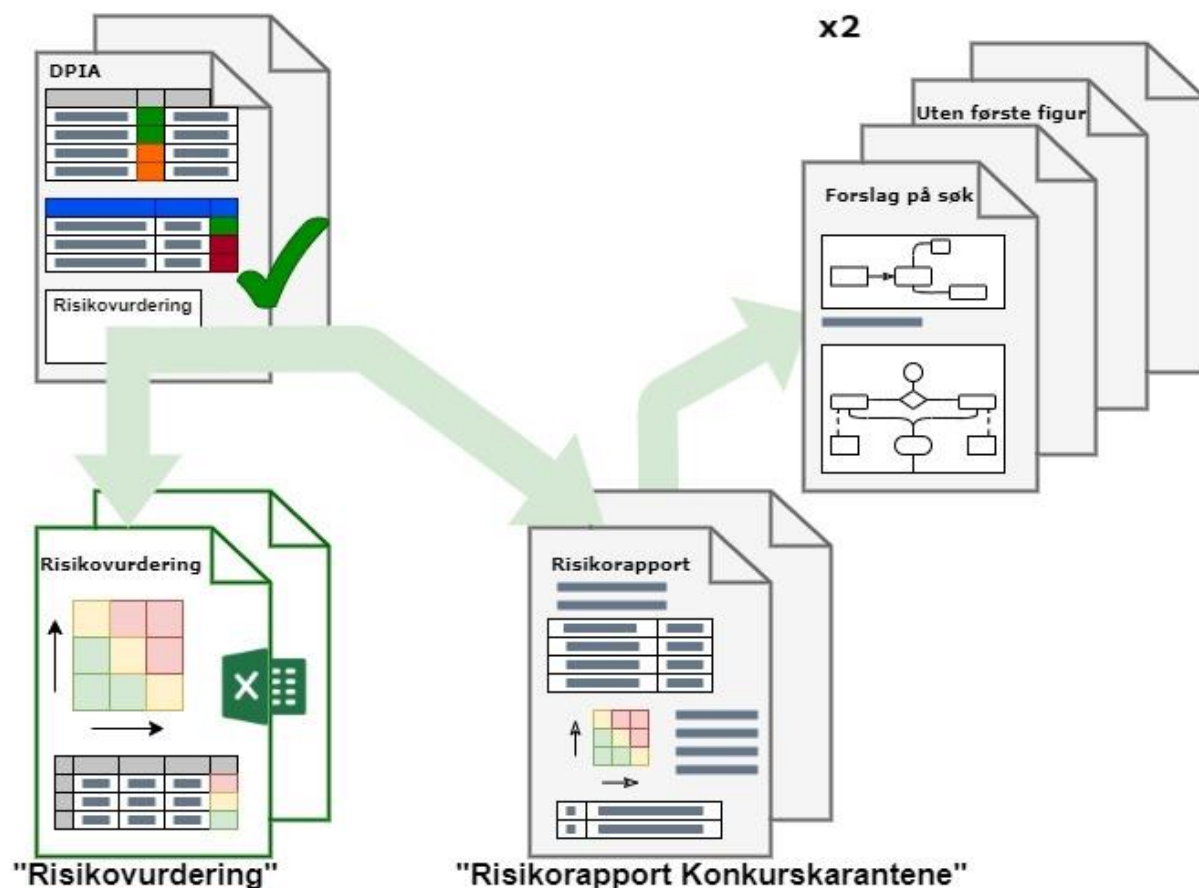 x2
DPIA
Risikovurdering
Uten første figur
Forslag på søk
Risikovurdering
X
Risikorapport
"Risikovurdering"
"Risikorapport Konkurskarantene"